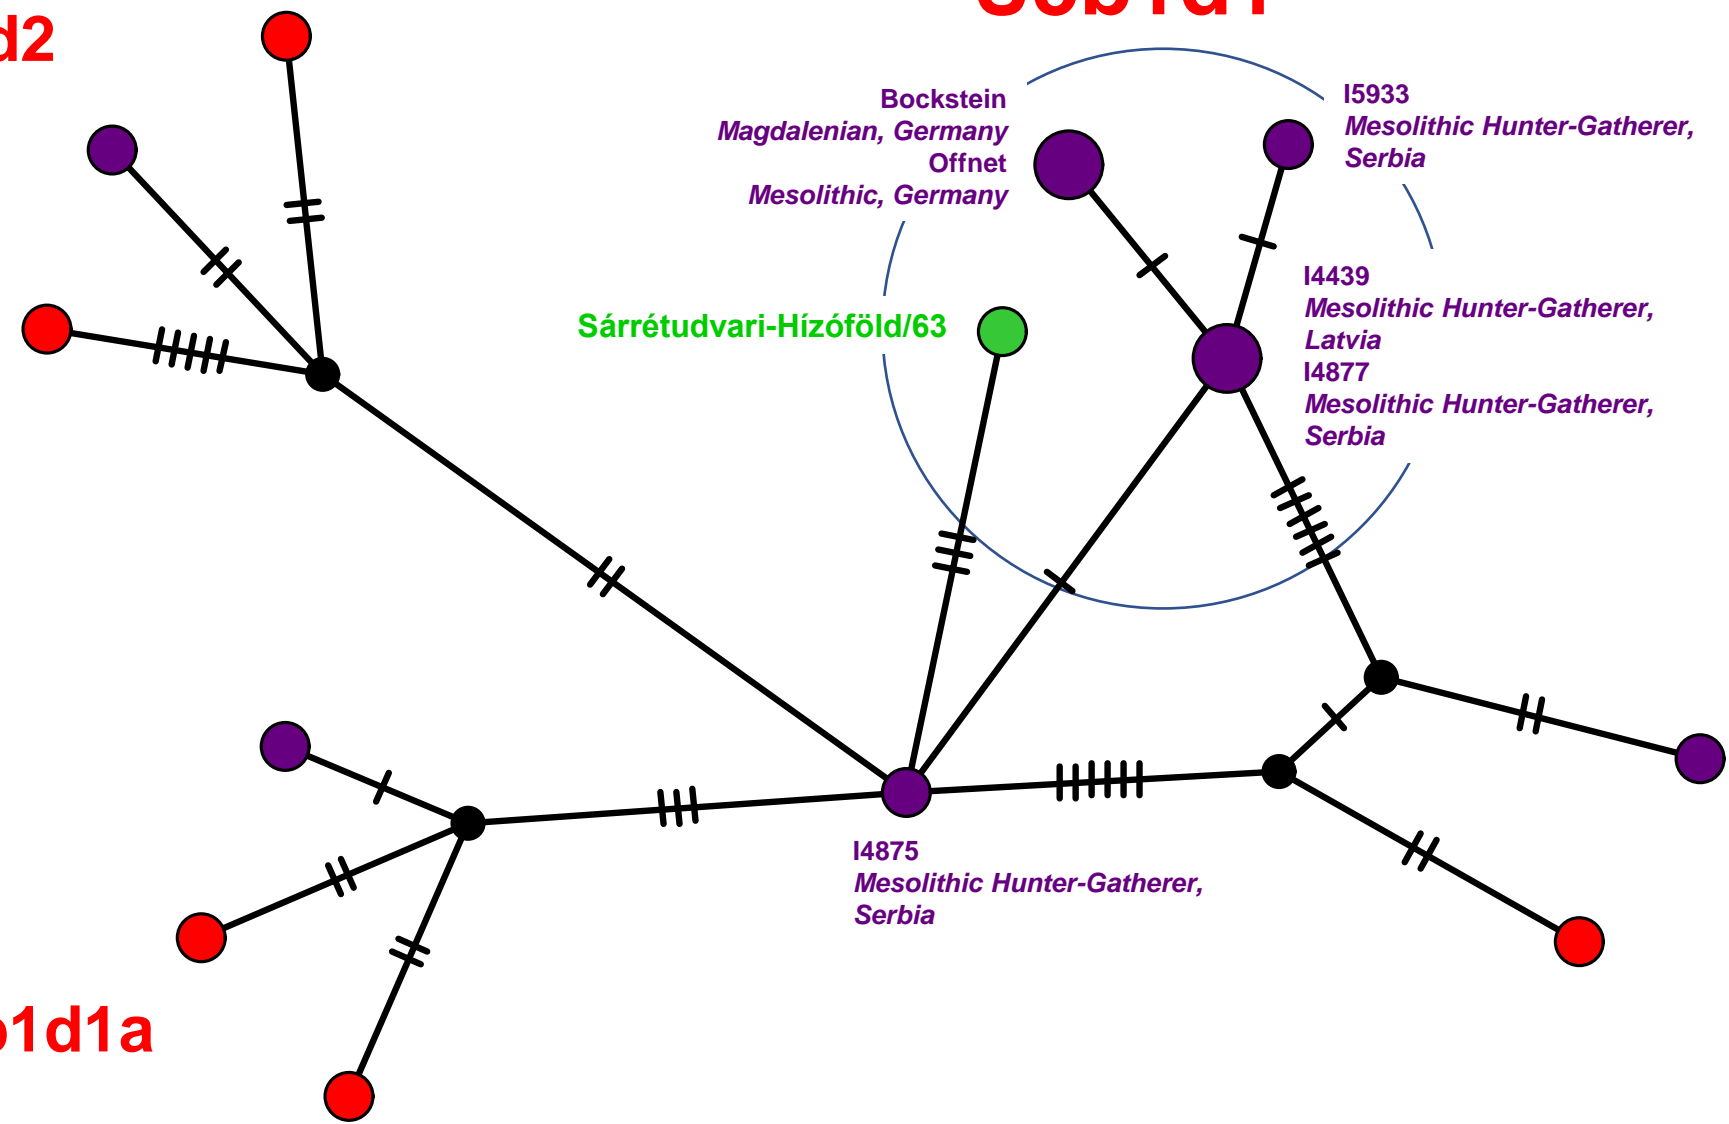 d2
Bockstein
Magdalenian, Germany
Offnet
Mesolithic, Germany
I5933
Mesolithic Hunter-Gatherer,
Serbia
I4439
Mesolithic Hunter-Gatherer,
Latvia
I4877
Mesolithic Hunter-Gatherer,
Serbia
Sárrétudvari-Hízóföld/63
I4875
Mesolithic Hunter-Gatherer,
Serbia
1d1a